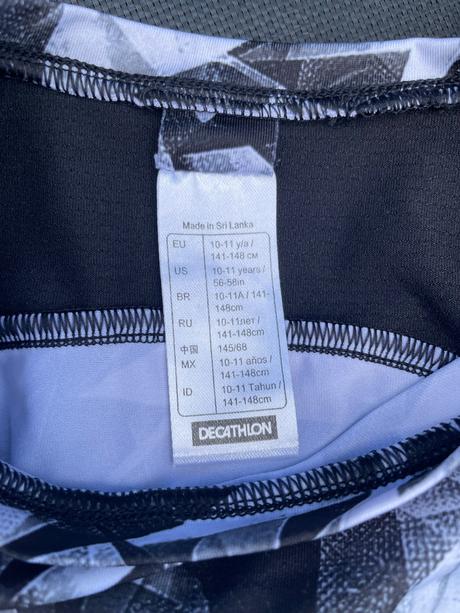 Made in Sri Lanka
EU 10-11 y/a /
141-148 см
US 10-11 years /
56-58in
BR 10-11A / 141-
148cm
RU 10-11лет /
141-148cm
中国 145/68
MX 10-11 años /
141-148cm
ID 10-11 Tahun /
141-148cm
DECATHLON